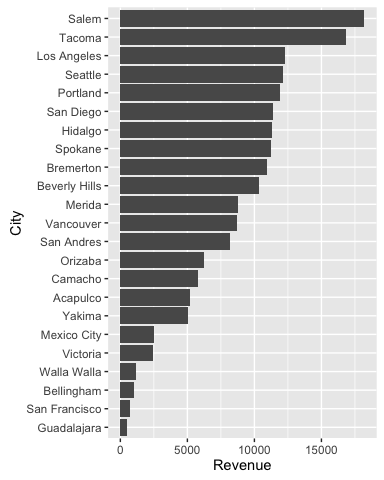 Salem
Tacoma
Los Angeles
Seattle
Portland
San Diego
Hidalgo
Spokane
Bremerton
Beverly Hills
Merida
Vancouver
San Andres
Orizaba
Camacho
Acapulco
Yakima
Mexico City
Victoria
Walla Walla
Bellingham
San Francisco
Guadalajara
City
0 5000 10000 15000
Revenue